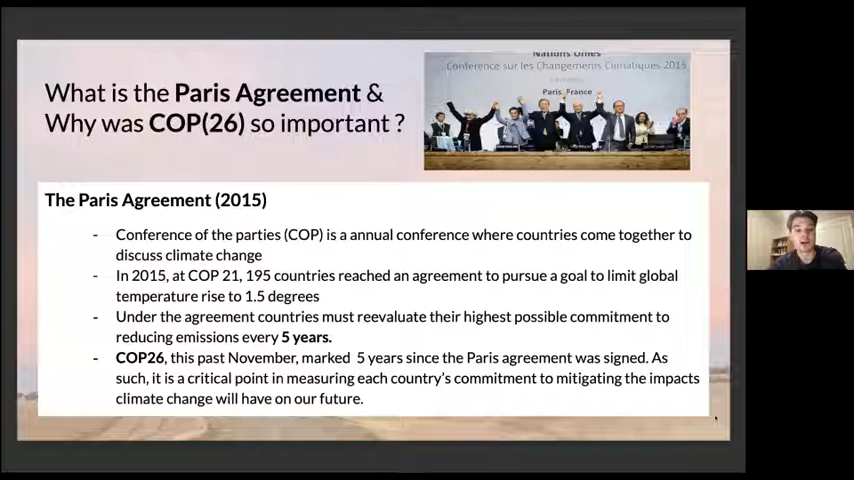 What is the Paris Agreement &
Why was COP(26) so important ?
Nations Unies
Conférence sur les Changements Climatiques 2015
Paris, France
The Paris Agreement (2015)
- Conference of the parties (COP) is a annual conference where countries come together to
discuss climate change
- In 2015, at COP 21, 195 countries reached an agreement to pursue a goal to limit global
temperature rise to 1.5 degrees
- Under the agreement countries must reevaluate their highest possible commitment to
reducing emissions every 5 years.
- COP26, this past November, marked 5 years since the Paris agreement was signed. As
such, it is a critical point in measuring each country's commitment to mitigating the impacts
climate change will have on our future.